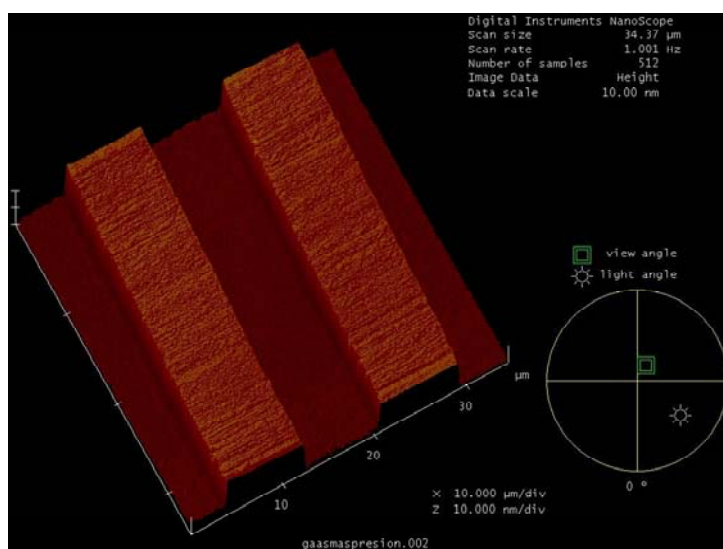 Digital Instruments NanoScope
Scan size 34.37 µm
Scan rate 1.001 Hz
Number of samples 512
Image Data Height
Data scale 10.00 nm
view angle
light angle
µm
30
20
10
0 °
X 10.000 µm/div
Z 10.000 nm/div
gaasmaspresion.002